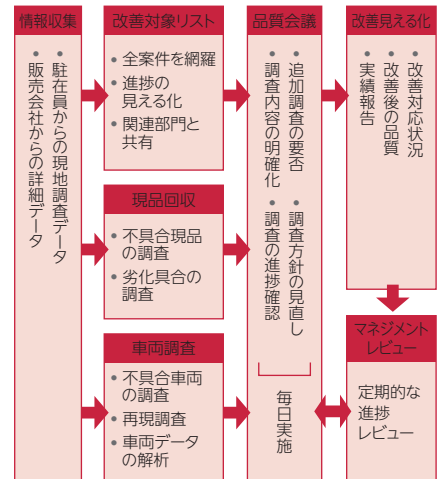 情報収集
• 駐在員からの現地調査データ
• 販売会社からの詳細データ
改善対象リスト
• 全案件を網羅
• 進捗の
見える化
• 関連部門と
共有
現品回収
• 不具合現品
の調査
• 劣化具合の
調査
車両調査
• 不具合車両
の調査
• 再現調査
• 車両データ
の解析
品質会議
• 追加調査の要否
• 調査内容の明確化
• 調査方針の見直し
• 調査の進捗確認
毎日実施
改善見える化
• 改善対応状況
• 改善後の品質
• 実績報告
マネジメント
レビュー
定期的な
進捗
レビュー